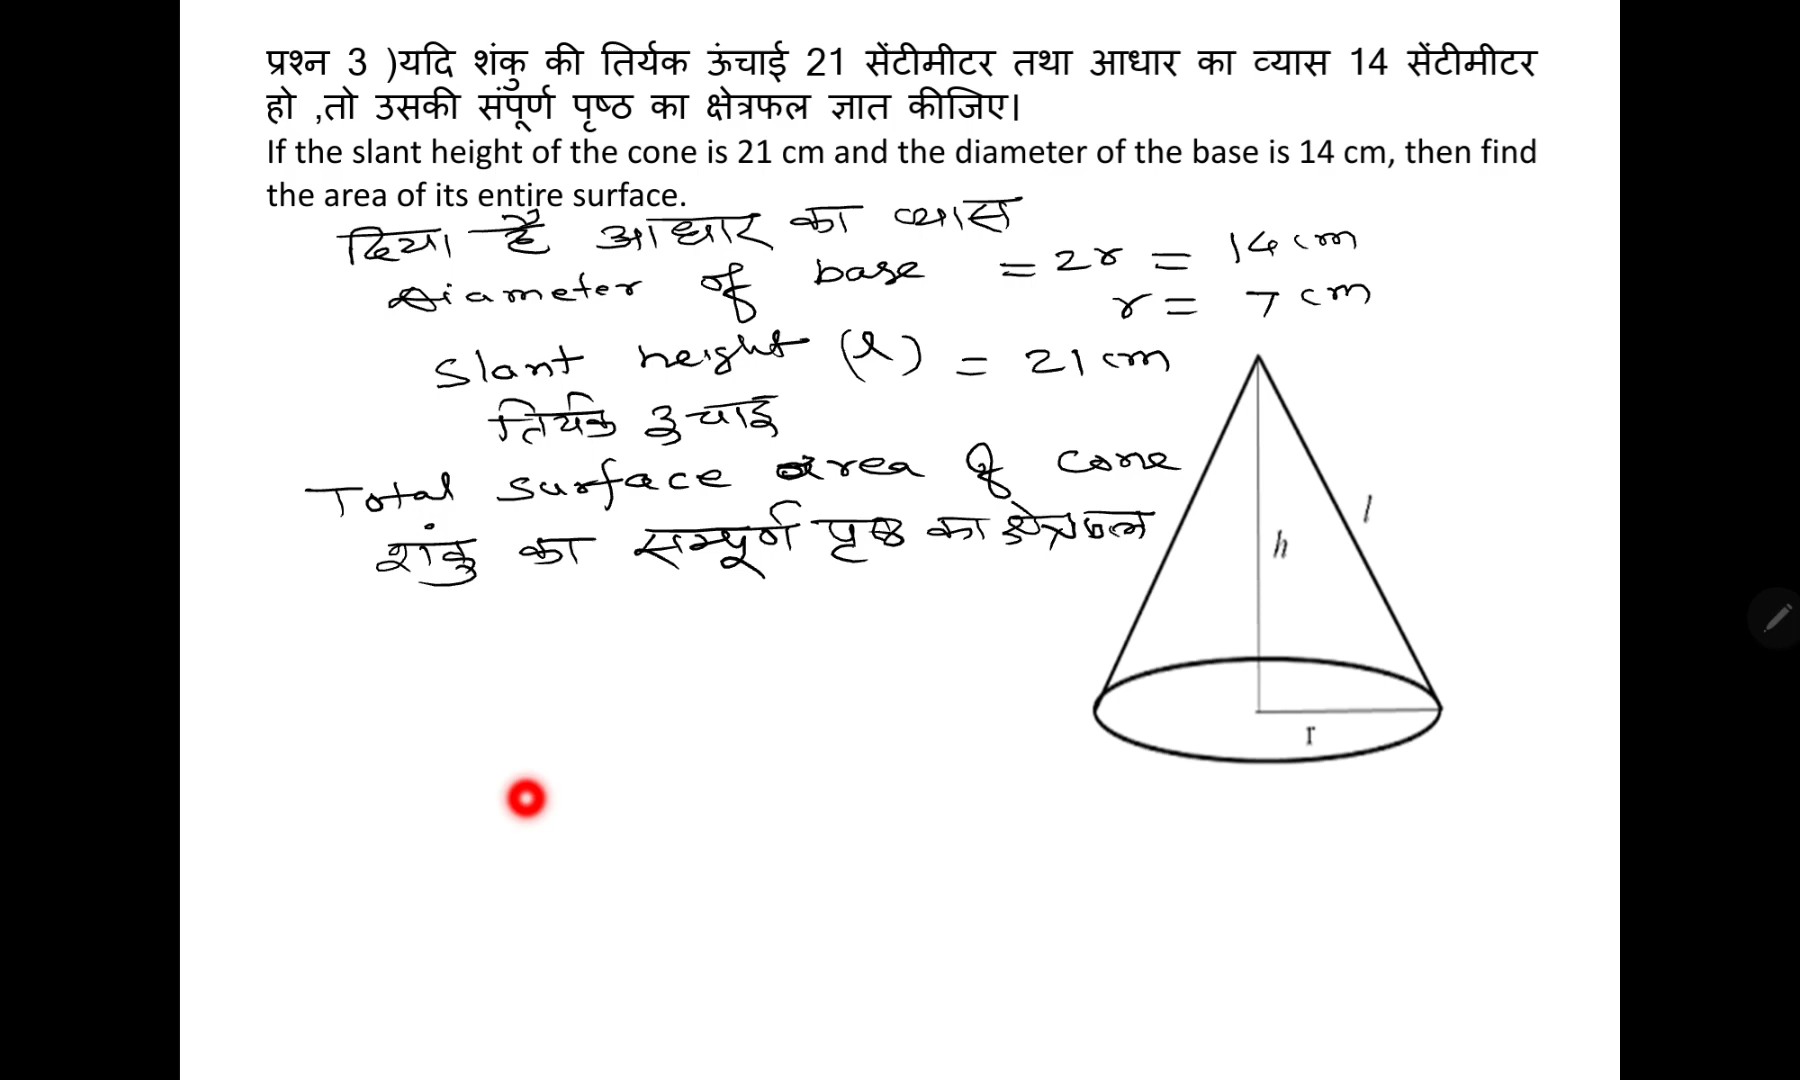 प्रश्न 3 )यदि शंकु की तिर्यक ऊंचाई 21 सेंटीमीटर तथा आधार का व्यास 14 सेंटीमीटर
हो ,तो उसकी संपूर्ण पृष्ठ का क्षेत्रफल ज्ञात कीजिए।
If the slant height of the cone is 21 cm and the diameter of the base is 14 cm, then find
the area of its entire surface.
दिया है आधार का व्यास
Diameter of base = 2r = 14 cm
r = 7 cm
Slant height (l) = 21 cm
तिर्यक उचाई
Total surface area of cone
शंकु का सम्पूर्ण पृष्ठ का क्षेत्रफल
l
h
r